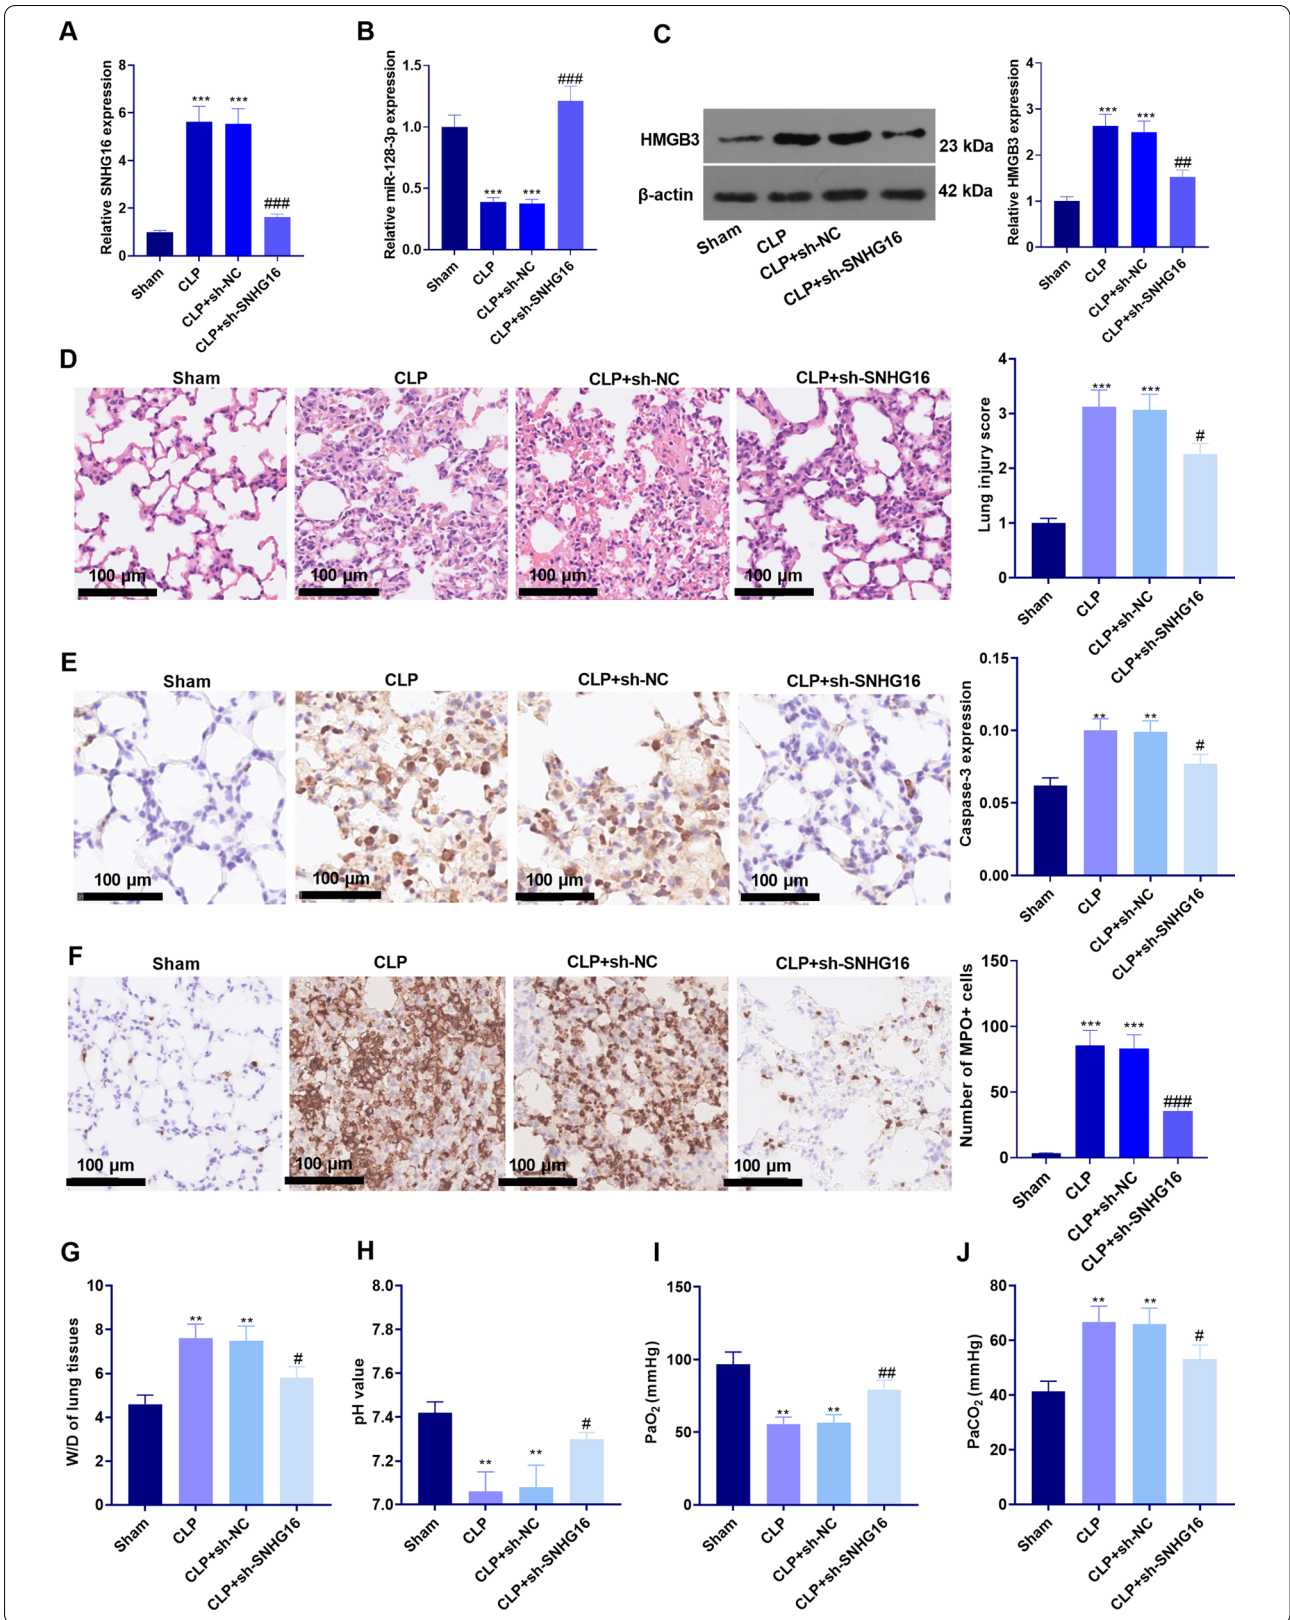 A
Relative SNHG16 expression
8
6
4
2
0
***
***
###
Sham
CLP
CLP+sh-NC
CLP+sh-SNHG16
B
Relative miR-128-3p expression
1.5
1.0
0.5
0.0
***
***
###
Sham
CLP
CLP+sh-NC
CLP+sh-SNHG16
C
HMGB3
23 kDa
β-actin
42 kDa
Sham
CLP
CLP+sh-NC
CLP+sh-SNHG16
Relative HMGB3 expression
4
3
2
1
0
***
***
##
Sham
CLP
CLP+sh-NC
CLP+sh-SNHG16
D
Sham
CLP
CLP+sh-NC
CLP+sh-SNHG16
100 µm
100 µm
100 µm
100 µm
Lung injury score
4
3
2
1
0
***
***
#
Sham
CLP
CLP+sh-NC
CLP+sh-SNHG16
E
Sham
CLP
CLP+sh-NC
CLP+sh-SNHG16
100 µm
100 µm
100 µm
100 µm
Caspase-3 expression
0.15
0.10
0.05
0.00
**
**
#
Sham
CLP
CLP+sh-NC
CLP+sh-SNHG16
F
Sham
CLP
CLP+sh-NC
CLP+sh-SNHG16
100 µm
100 µm
100 µm
100 µm
Number of MPO+ cells
150
100
50
0
***
***
###
Sham
CLP
CLP+sh-NC
CLP+sh-SNHG16
G
W/D of lung tissues
10
8
6
4
2
0
**
**
#
Sham
CLP
CLP+sh-NC
CLP+sh-SNHG16
H
pH value
8.0
7.8
7.6
7.4
7.2
7.0
**
**
#
Sham
CLP
CLP+sh-NC
CLP+sh-SNHG16
I
PaO2 (mmHg)
150
100
50
0
**
**
##
Sham
CLP
CLP+sh-NC
CLP+sh-SNHG16
J
PaCO2 (mmHg)
80
60
40
20
0
**
**
#
Sham
CLP
CLP+sh-NC
CLP+sh-SNHG16